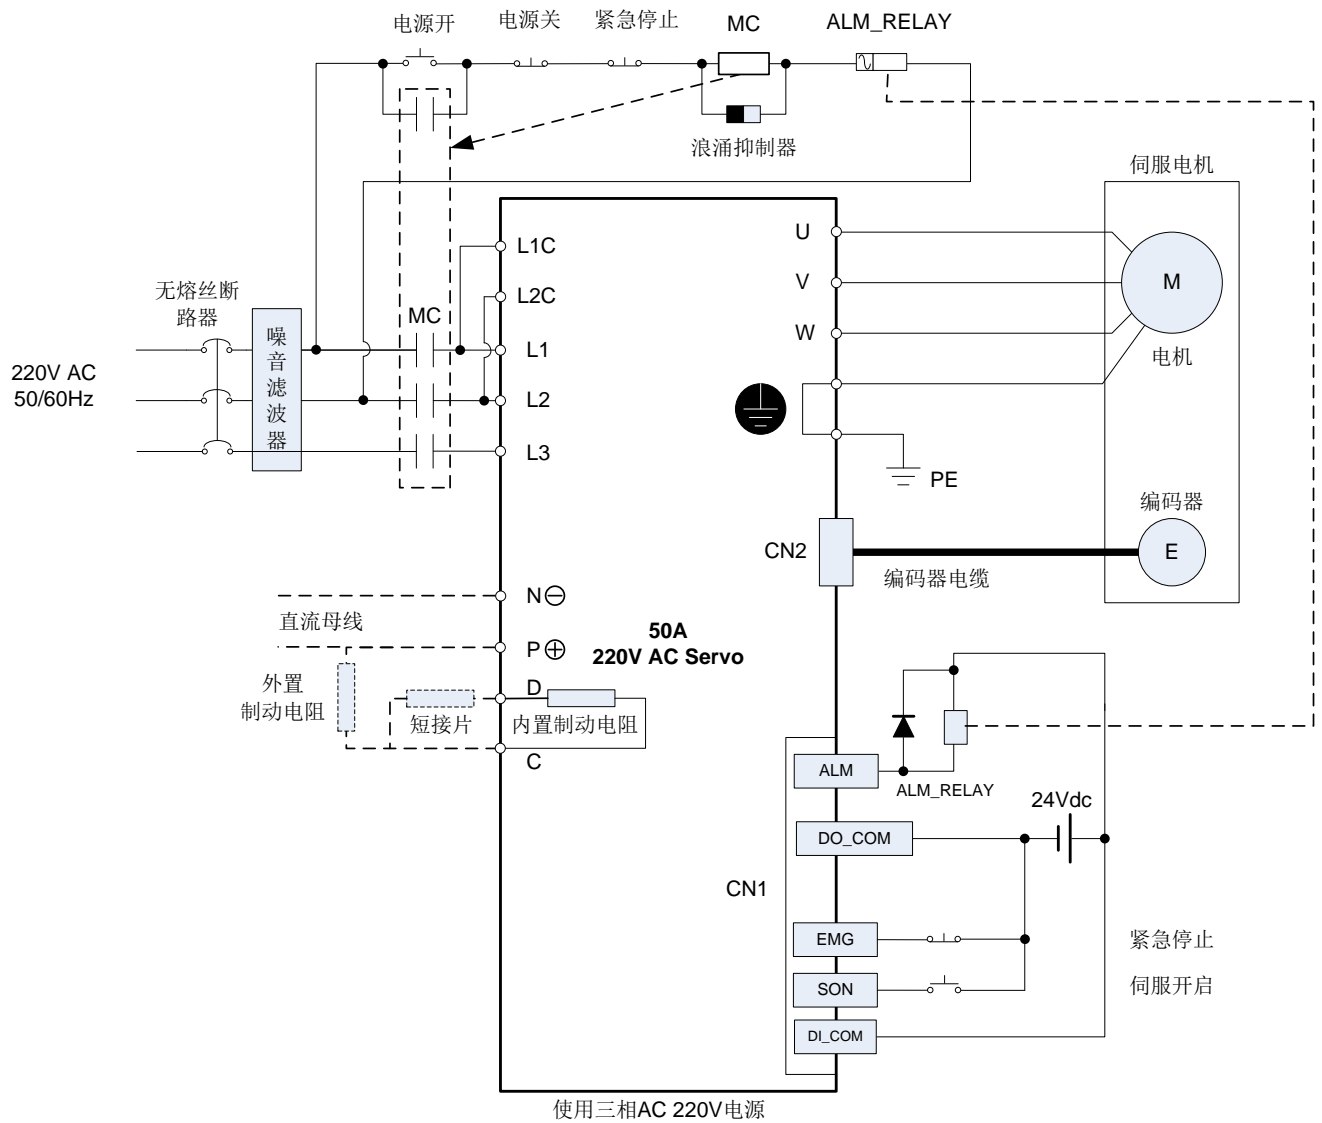 电源开
电源关
紧急停止
MC
ALM_RELAY
浪涌抑制器
伺服电机
L1C
U
L2C
V
M
无熔丝断
路器
MC
W
噪音滤波器
L1
电机
220V AC
50/60Hz
L2
L3
PE
编码器
CN2
E
编码器电缆
N
直流母线
50A
220V AC Servo
P
外置
制动电阻
D
短接片
内置制动电阻
C
ALM
ALM_RELAY
24Vdc
DO_COM
CN1
EMG
紧急停止
SON
伺服开启
DI_COM
使用三相AC 220V电源